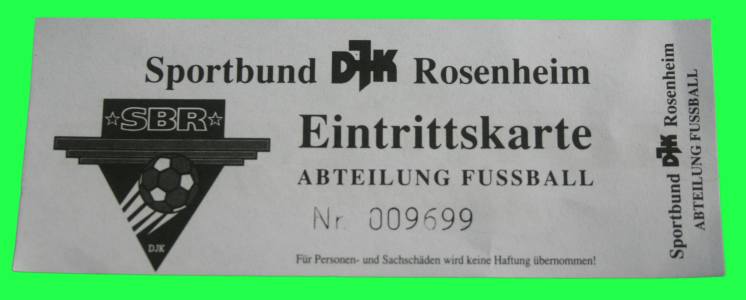 Sportbund DJK Rosenheim
☆SBR☆
DJK
Eintrittskarte
ABTEILUNG FUSSBALL
Nr. 009699
Für Personen- und Sachschäden wird keine Haftung übernommen!
Sportbund DJK Rosenheim
ABTEILUNG FUSSBALL